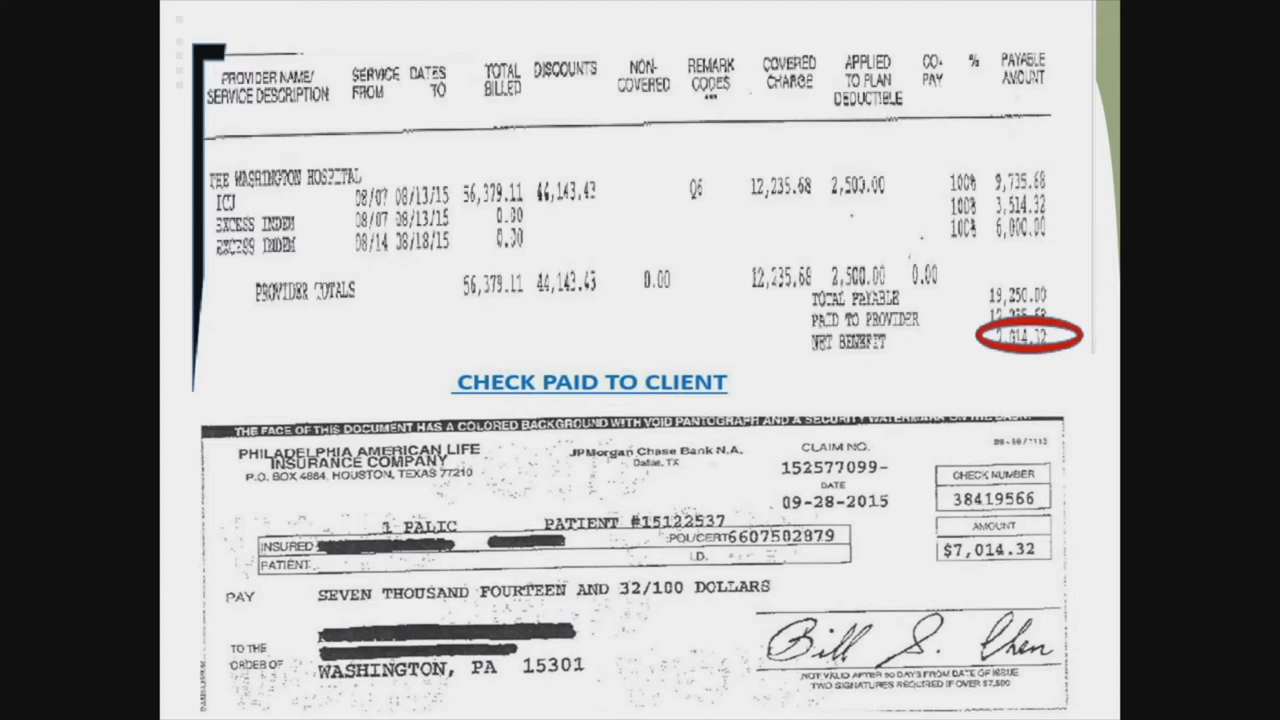 PROVIDER NAME/ SERVICE DATES TOTAL DISCOUNTS NON- REMARK COVERED APPLIED CO- % PAYABLE
SERVICE DESCRIPTION FROM TO BILLED COVERED CODES CHARGE TO PLAN PAY AMOUNT
*** DEDUCTIBLE
THE WASHINGTON HOSPITAL
ICU 08/07 08/13/15 56,379.11 44,143.43 Q6 12,235.68 2,500.00 100% 9,735.68
EXCESS INDEM 08/07 08/13/15 0.00 100% 3,514.32
EXCESS INDEM 08/14 08/18/15 0.00 100% 6,000.00
PROVIDER TOTALS 56,379.11 44,143.43 0.00 12,235.68 2,500.00 0.00
TOTAL PAYABLE 19,250.00
PAID TO PROVIDER 12,235.68
NET BENEFIT 7,014.32
CHECK PAID TO CLIENT
THE FACE OF THIS DOCUMENT HAS A COLORED BACKGROUND WITH VOID PANTOGRAPH AND A SECURITY WATERMARK ON THE BACK.
PHILADELPHIA AMERICAN LIFE JPMorgan Chase Bank N.A. CLAIM NO.
INSURANCE COMPANY Dallas, TX 152577099-
P.O. BOX 4884, HOUSTON, TEXAS 77210 DATE
09-28-2015
CHECK NUMBER
38419566
AMOUNT
$7,014.32
1 PALIC PATIENT #15122537
INSURED POL/CERT 6607502879
PATIENT I.D.
PAY SEVEN THOUSAND FOURTEEN AND 32/100 DOLLARS
TO THE
ORDER OF WASHINGTON, PA 15301
Bill S. Chen
NOT VALID AFTER 90 DAYS FROM DATE OF ISSUE
TWO SIGNATURES REQUIRED IF OVER $7,500